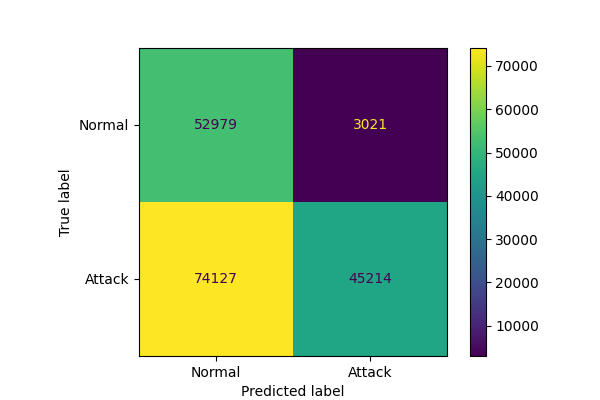 Normal
52979
3021
Attack
74127
45214
Normal
Attack
Predicted label
True label
70000
60000
50000
40000
30000
20000
10000